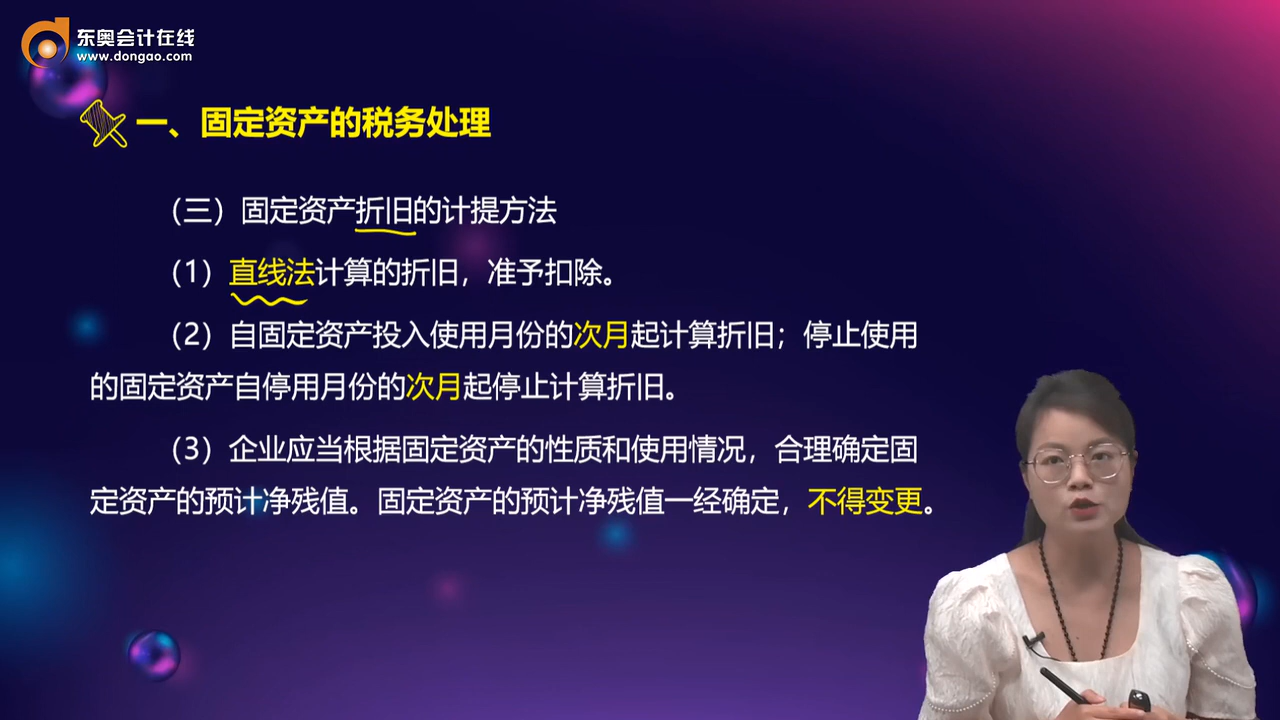 东奥会计在线
www.dongao.com
一、固定资产的税务处理
（三）固定资产折旧的计提方法
（1）直线法计算的折旧，准予扣除。
（2）自固定资产投入使用月份的次月起计算折旧；停止使用
的固定资产自停用月份的次月起停止计算折旧。
（3）企业应当根据固定资产的性质和使用情况，合理确定固
定资产的预计净残值。固定资产的预计净残值一经确定，不得变更。